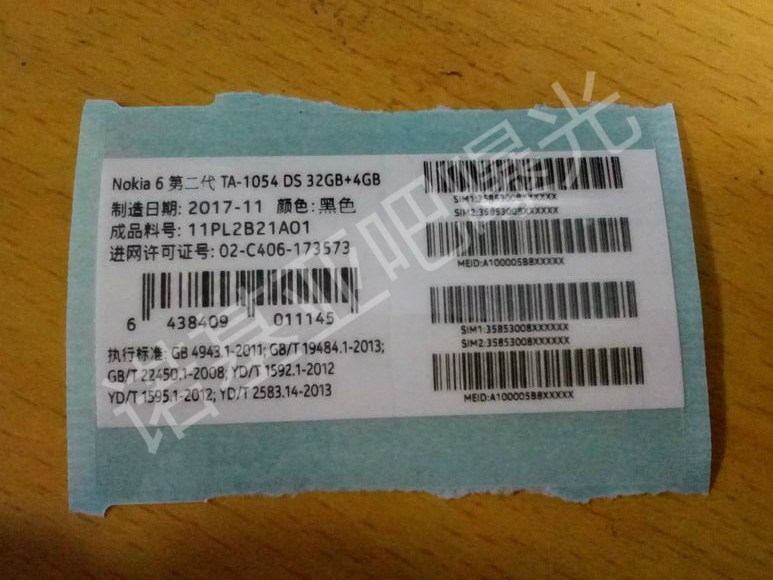 Nokia 6 第二代 TA-1054 DS 32GB+4GB
制造日期: 2017-11 颜色: 黑色
成品料号: 11PL2B21A01
进网许可证号: 02-C406-173573
6 438409 011145
执行标准: GB 4943.1-2011; GB/T 19484.1-2013;
GB/T 22450.1-2008; YD/T 1592.1-2012
YD/T 1595.1-2012; YD/T 2583.14-2013
SIM1:35853008XXXXXXX
SIM2:35853008XXXXXXX
MEID:A100005B8XXXXX
SIM1:35853008XXXXXXX
SIM2:35853008XXXXXXX
MEID:A100005B8XXXXX
诺基亚吧曝光